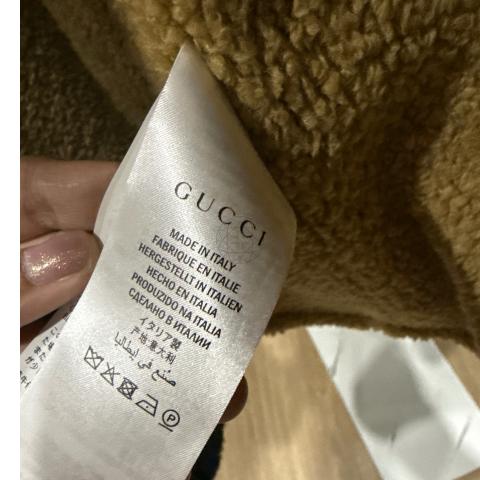 GUCCI
MADE IN ITALY
FABRIQUE EN ITALIE
HERGESTELLT IN ITALIEN
HECHO EN ITALIA
PRODUZIDO NA ITALIA
СДЕЛАНО В ИТАЛИИ
イタリア製
产地意大利
صنع في إيطاليا
P